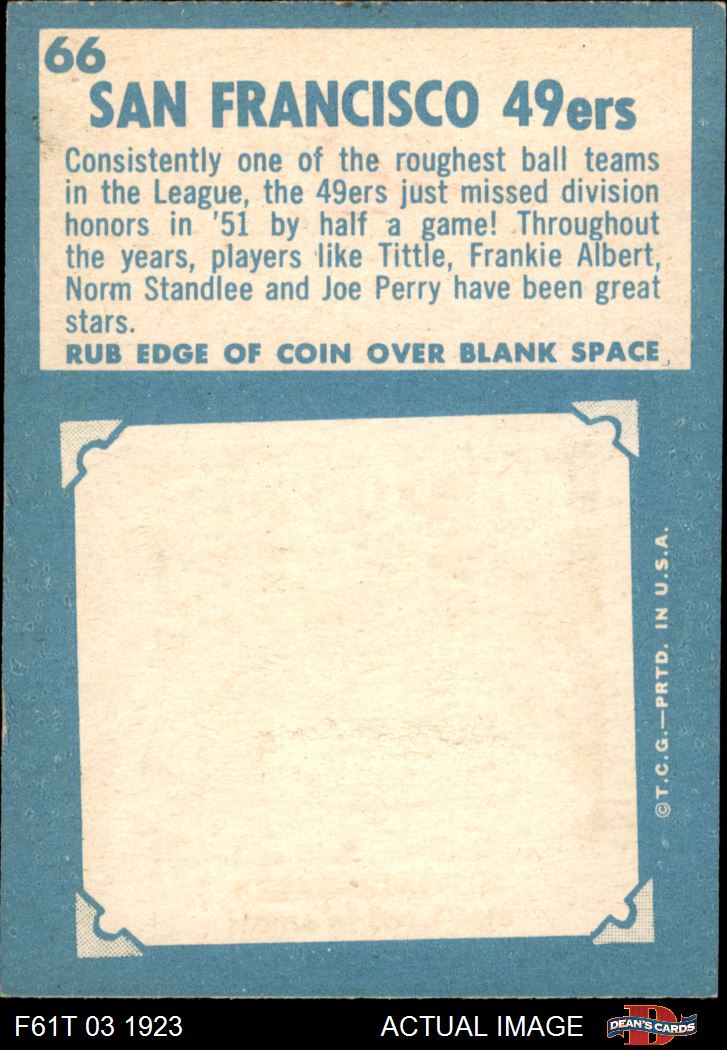 66
SAN FRANCISCO 49ers
Consistently one of the roughest ball teams
in the League, the 49ers just missed division
honors in '51 by half a game! Throughout
the years, players like Tittle, Frankie Albert,
Norm Standlee and Joe Perry have been great
stars.
RUB EDGE OF COIN OVER BLANK SPACE
©T.C.G.—PRTD. IN U.S.A.
F61T 03 1923
ACTUAL IMAGE
D
DEAN'S CARDS